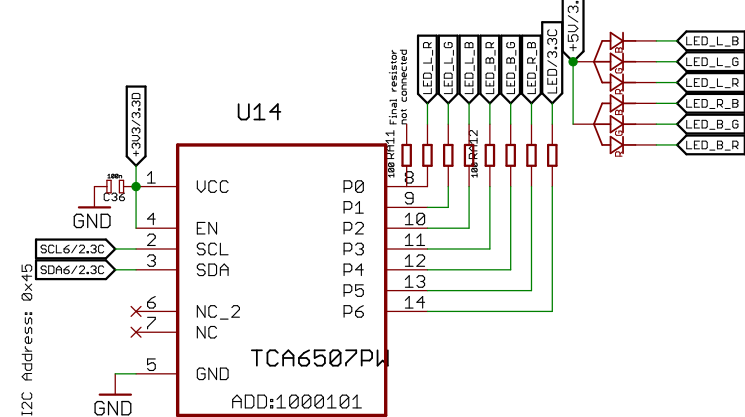 +5V/3.
LED/3.3C
LED_L_R
LED_L_G
LED_L_B
LED_B_R
LED_B_G
LED_R_B
Final resistor
not connected
LED_L_B
LED_L_G
LED_L_R
LED_R_B
LED_B_G
LED_B_R
B
G
R
B
G
R
+3V3/3.3D
U14
100 RA11
100 RA12
100n
C36
GND
1 VCC
4 EN
2 SCL
3 SDA
6 NC_2
7 NC
5 GND
P0 8
P1 9
P2 10
P3 11
P4 12
P5 13
P6 14
SCL6/2.3C
SDA6/2.3C
I2C Address: 0x45
GND
TCA6507PW
ADD:1000101